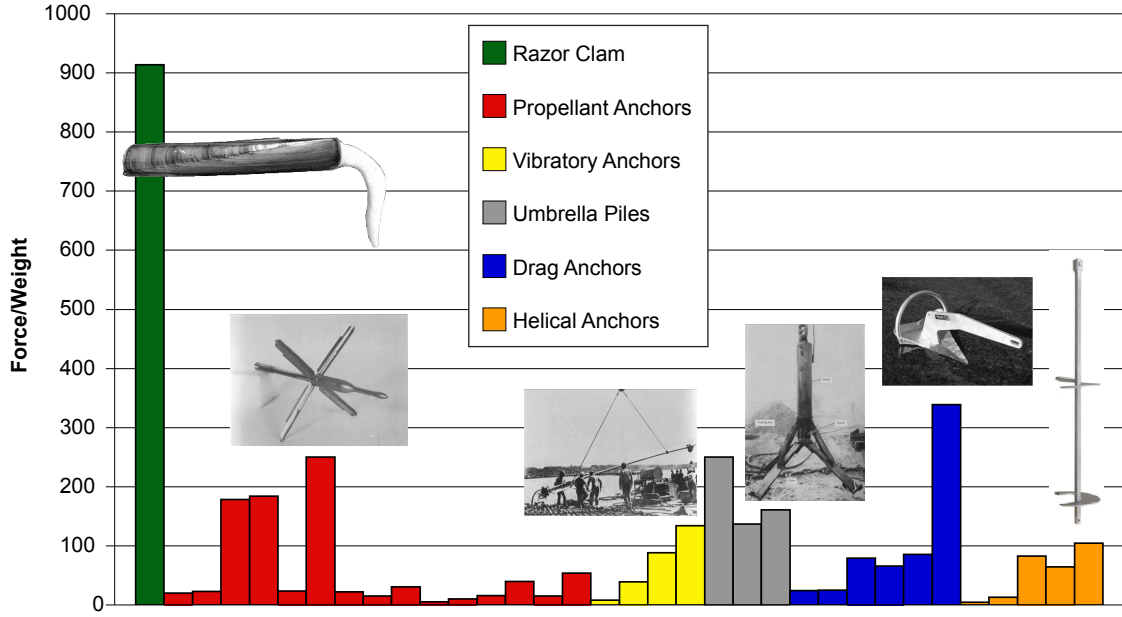 1000
900
800
700
600
500
400
300
200
100
0
Force/Weight
Razor Clam
Propellant Anchors
Vibratory Anchors
Umbrella Piles
Drag Anchors
Helical Anchors